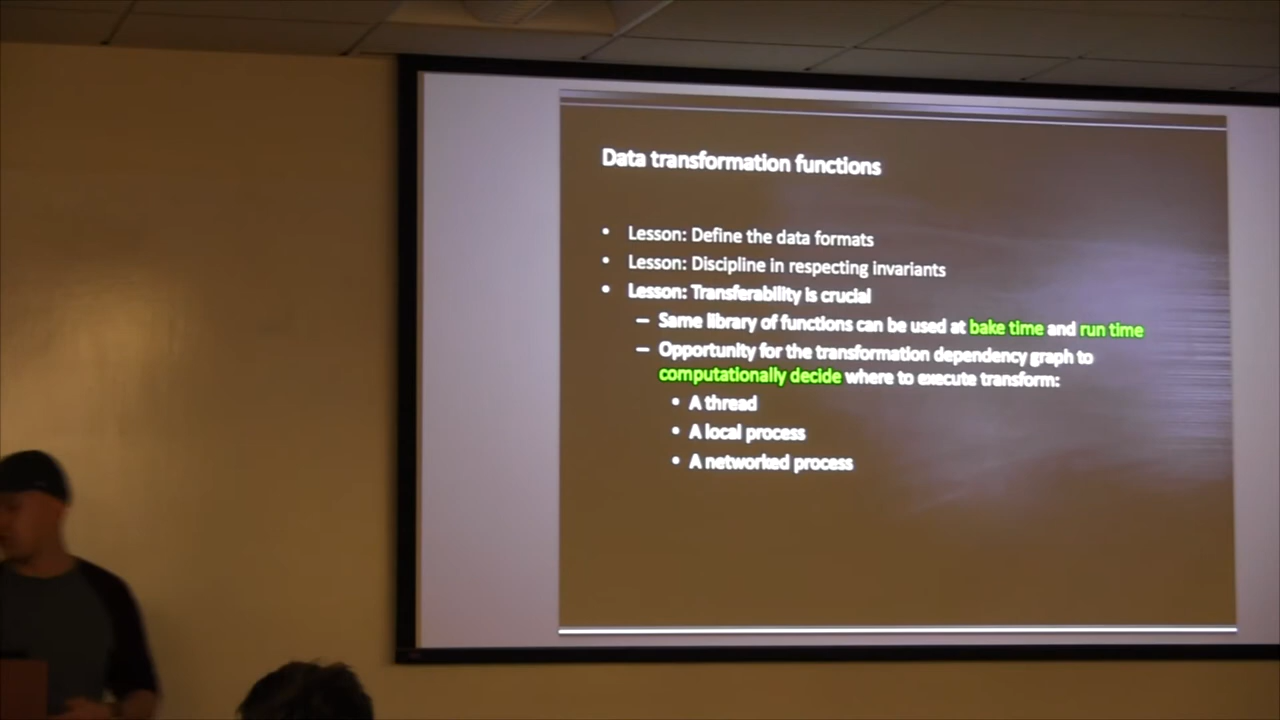 Data transformation functions
• Lesson: Define the data formats
• Lesson: Discipline in respecting invariants
• Lesson: Transferability is crucial
– Same library of functions can be used at bake time and run time
– Opportunity for the transformation dependency graph to
computationally decide where to execute transform:
• A thread
• A local process
• A networked process